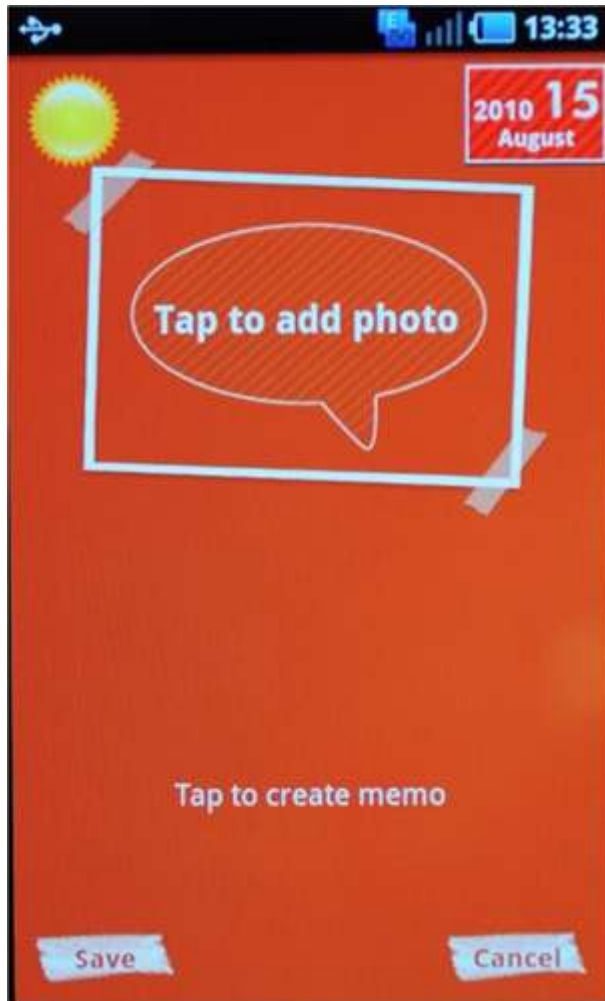 13:33
2010 15
August
Tap to add photo
Tap to create memo
Save
Cancel